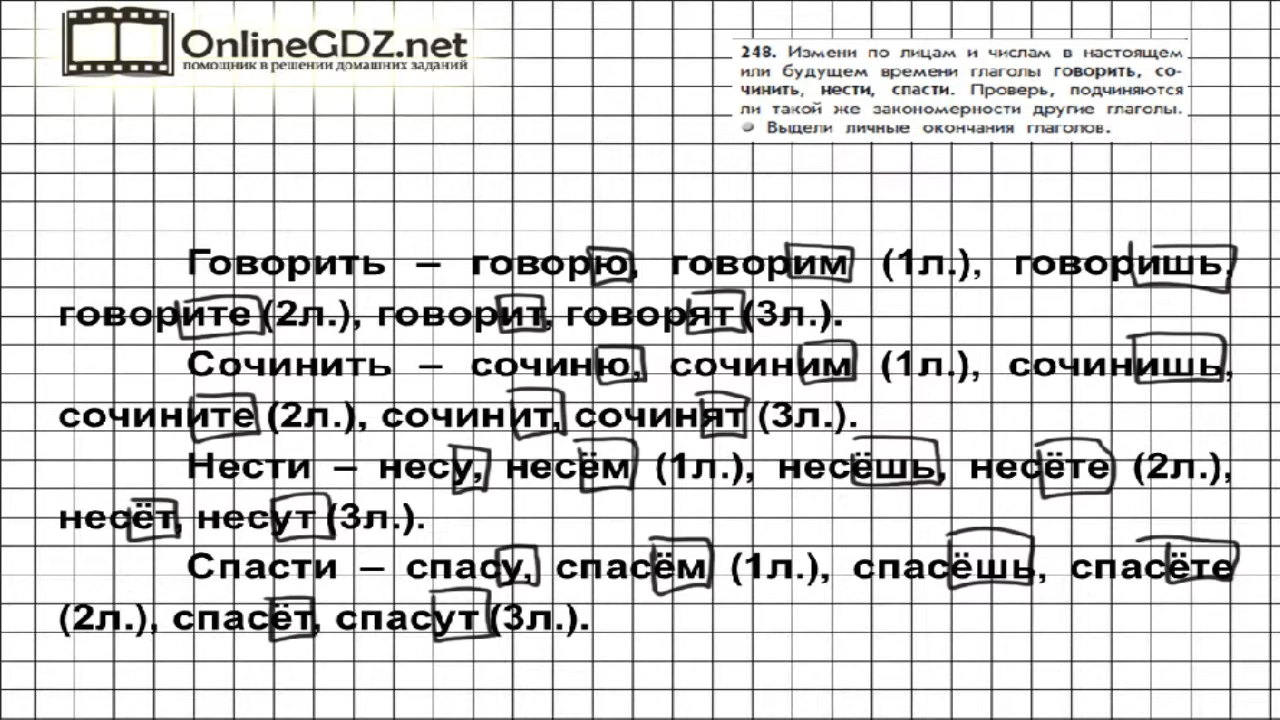 OnlineGDZ.net
помощник в решении домашних заданий
248. Измени по лицам и числам в настоящем
или будущем времени глаголы говорить, со-
чинить, нести, спасти. Проверь, подчиняются
ли такой же закономерности другие глаголы.
Выдели личные окончания глаголов.
Говорить – говорю, говорим (1л.), говоришь,
говорите (2л.), говорит, говорят (3л.).
Сочинить – сочиню, сочиним (1л.), сочинишь,
сочините (2л.), сочинит, сочинят (3л.).
Нести – несу, несём (1л.), несёшь, несёте (2л.),
несёт, несут (3л.).
Спасти – спасу, спасём (1л.), спасёшь, спасёте
(2л.), спасёт, спасут (3л.).